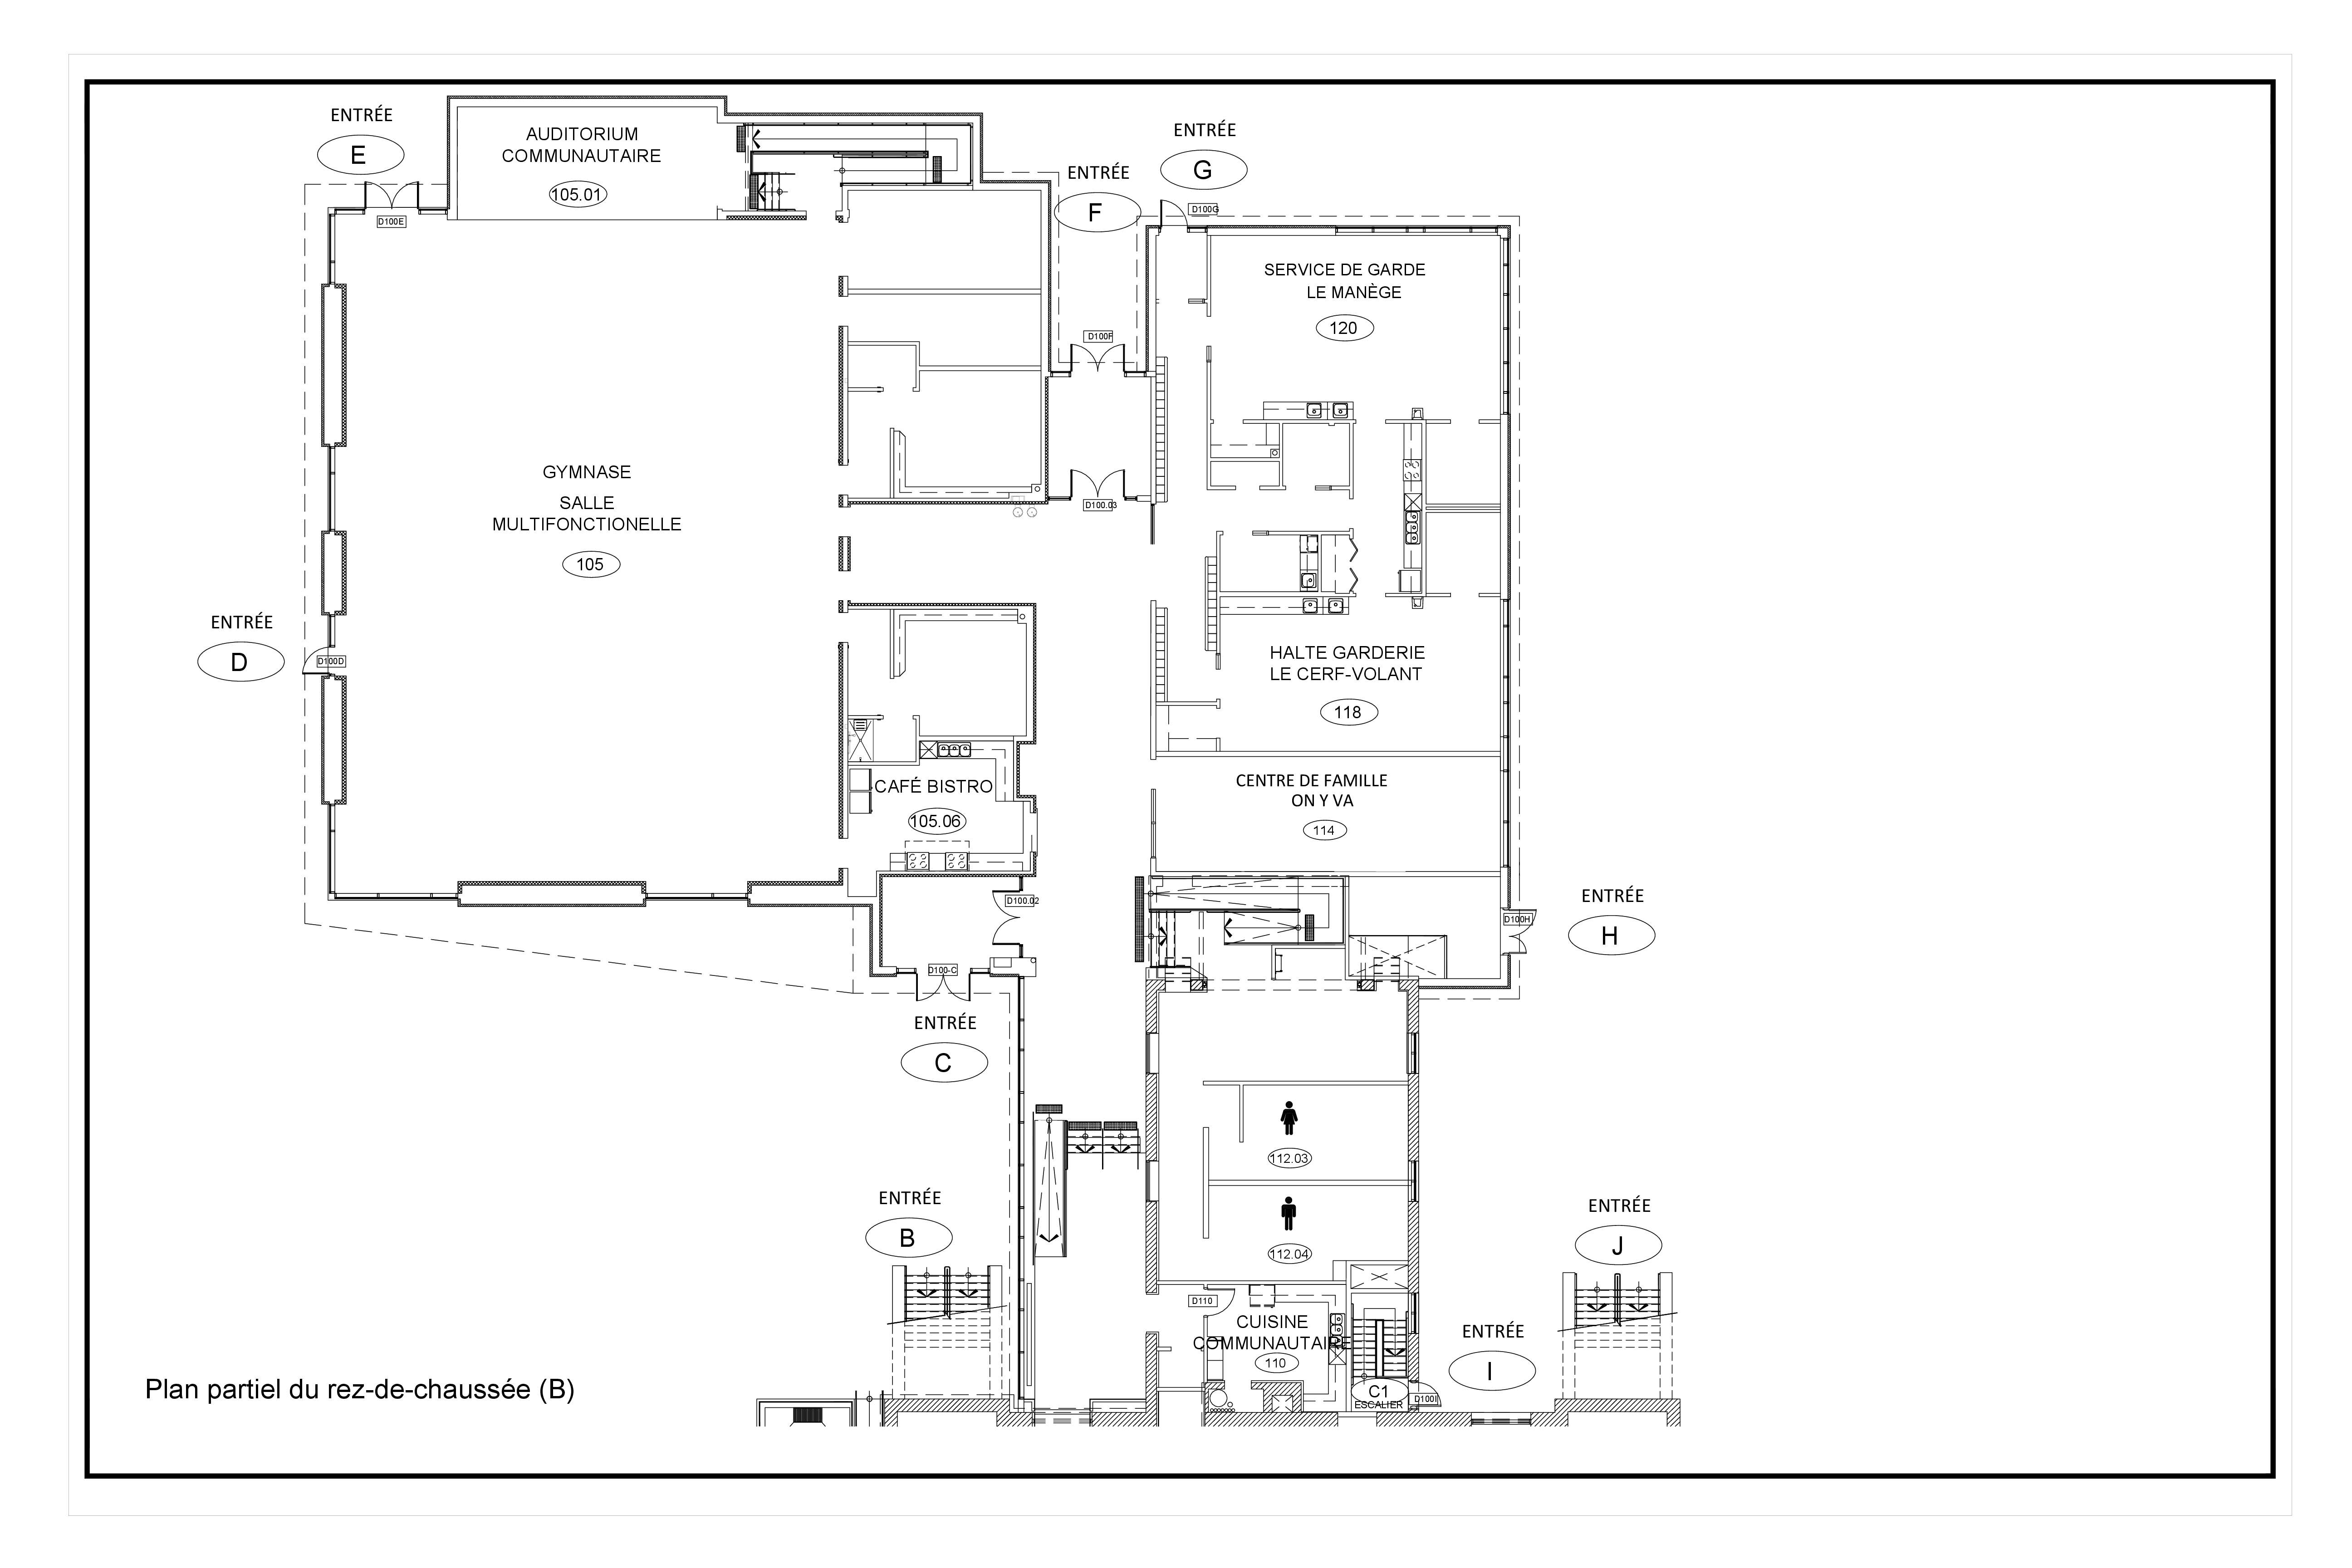 ENTRÉE
E
D100E
AUDITORIUM
COMMUNAUTAIRE
105.01
ENTRÉE
F
D100F
D100.03
ENTRÉE
G
D100G
SERVICE DE GARDE
LE MANÈGE
120
GYMNASE
SALLE
MULTIFONCTIONELLE
105
ENTRÉE
D
D100D
HALTE GARDERIE
LE CERF-VOLANT
118
CAFÉ BISTRO
105.06
CENTRE DE FAMILLE
ON Y VA
114
D100.02
D100-C
ENTRÉE
C
ENTRÉE
H
D100H
112.03
112.04
ENTRÉE
B
ENTRÉE
J
D110
CUISINE
COMMUNAUTAIRE
110
C1
ESCALIER
D100I
ENTRÉE
I
Plan partiel du rez-de-chaussée (B)